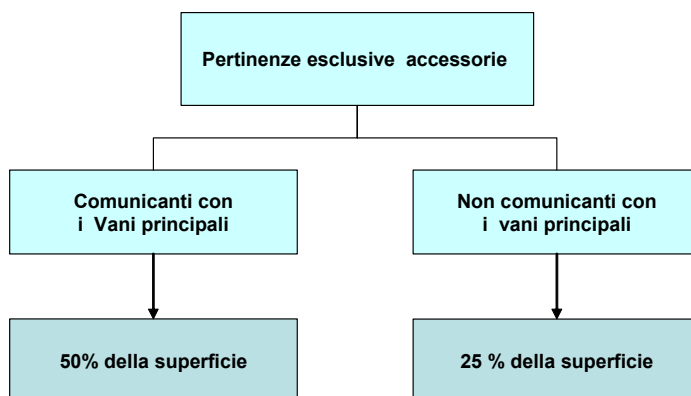 Pertinenze esclusive accessorie
Comunicanti con
i Vani principali
Non comunicanti con
i vani principali
50% della superficie
25 % della superficie